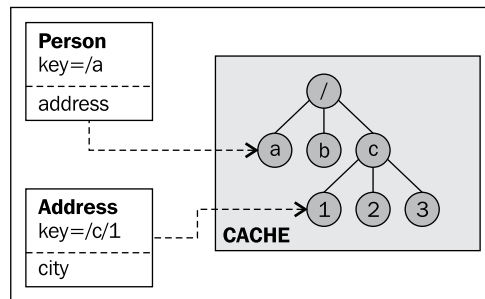 Person
key=/a
address
Address
key=/c/1
city
/
a b c
1 2 3
CACHE